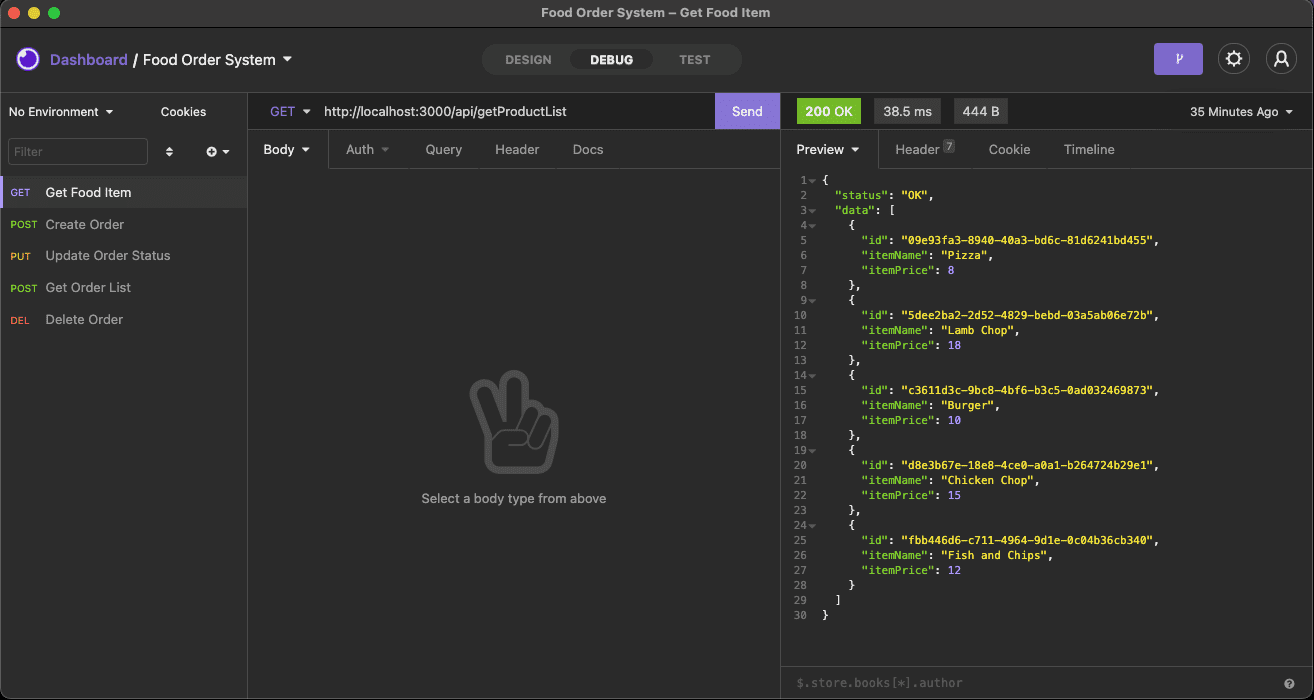 Food Order System – Get Food Item
Dashboard / Food Order System
DESIGN DEBUG TEST
No Environment Cookies
GET http://localhost:3000/api/getProductList Send
200 OK 38.5 ms 444 B 35 Minutes Ago
Filter
Body Auth Query Header Docs
Preview Header 7 Cookie Timeline
GET Get Food Item
POST Create Order
PUT Update Order Status
POST Get Order List
DEL Delete Order
Select a body type from above
1 {
2 "status": "OK",
3 "data": [
4 {
5 "id": "09e93fa3-8940-40a3-bd6c-81d6241bd455",
6 "itemName": "Pizza",
7 "itemPrice": 8
8 },
9 {
10 "id": "5dee2ba2-2d52-4829-bebd-03a5ab06e72b",
11 "itemName": "Lamb Chop",
12 "itemPrice": 18
13 },
14 {
15 "id": "c3611d3c-9bc8-4bf6-b3c5-0ad032469873",
16 "itemName": "Burger",
17 "itemPrice": 10
18 },
19 {
20 "id": "d8e3b67e-18e8-4ce0-a0a1-b264724b29e1",
21 "itemName": "Chicken Chop",
22 "itemPrice": 15
23 },
24 {
25 "id": "fbb446d6-c711-4964-9d1e-0c04b36cb340",
26 "itemName": "Fish and Chips",
27 "itemPrice": 12
28 }
29 ]
30 }
$.store.books[*].author